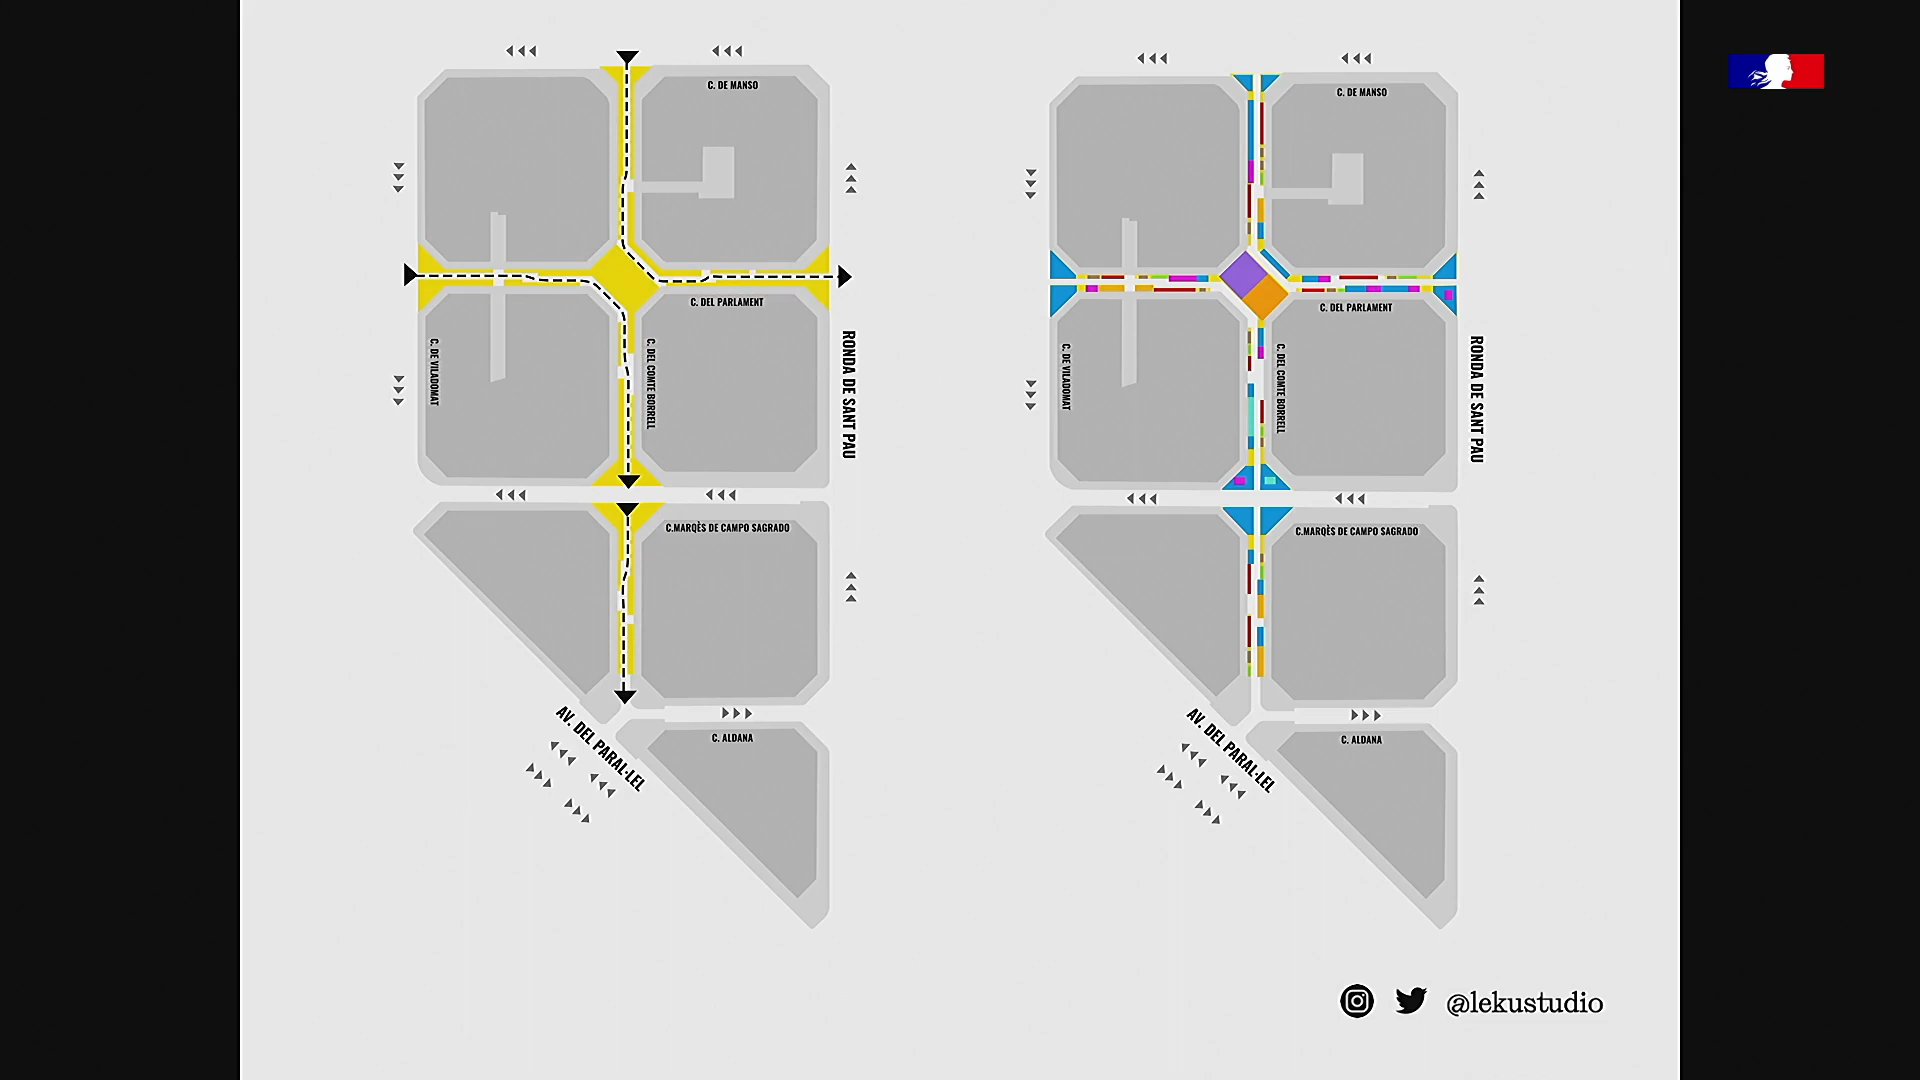 C. DE MANSO
C. DEL PARLAMENT
C. DE VILADOMAT
C. DEL COMTE BORRELL
RONDA DE SANT PAU
C.MARQÈS DE CAMPO SAGRADO
AV. DEL PARAL·LEL
C. ALDANA
C. DE MANSO
C. DEL PARLAMENT
C. DE VILADOMAT
C. DEL COMTE BORRELL
RONDA DE SANT PAU
C.MARQÈS DE CAMPO SAGRADO
AV. DEL PARAL·LEL
C. ALDANA
@lekustudio